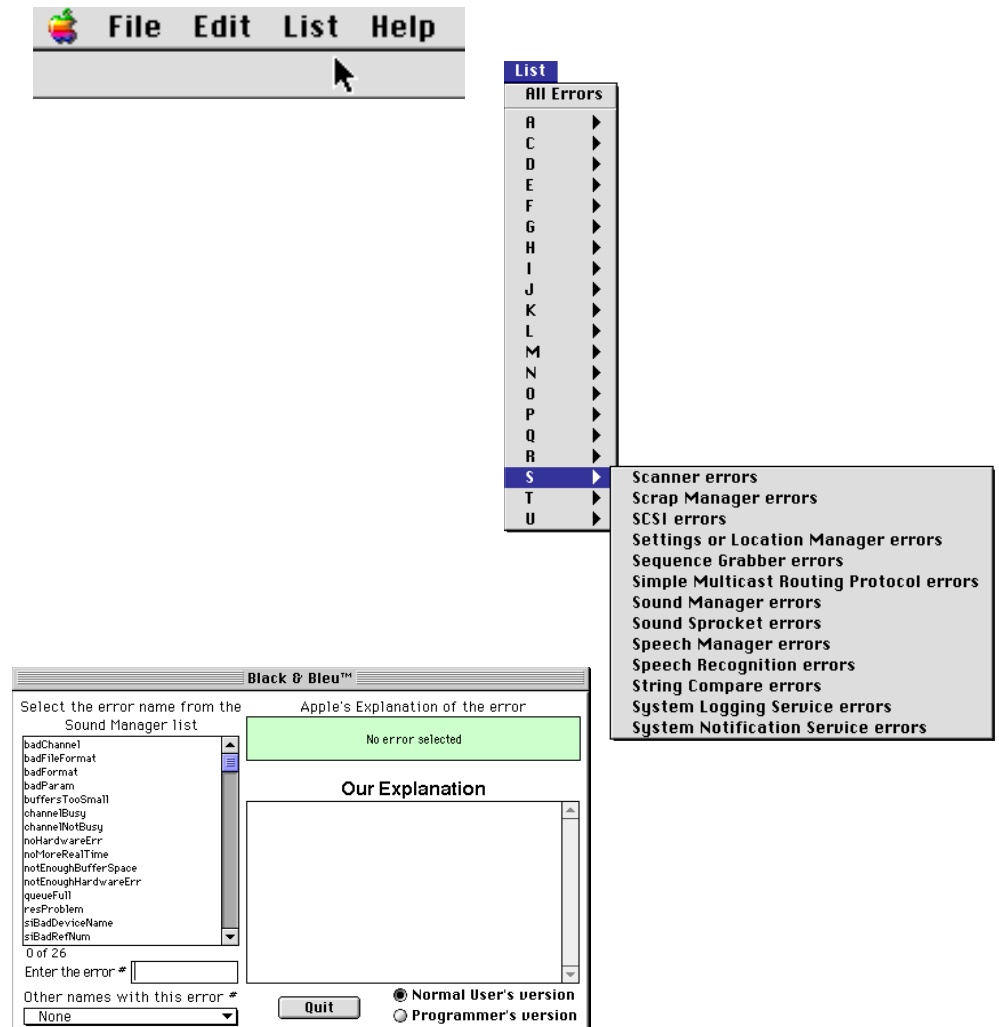 File Edit List Help
List
All Errors
A
C
D
E
F
G
H
I
J
K
L
M
N
O
P
Q
R
S
T
U
Scanner errors
Scrap Manager errors
SCSI errors
Settings or Location Manager errors
Sequence Grabber errors
Simple Multicast Routing Protocol errors
Sound Manager errors
Sound Sprocket errors
Speech Manager errors
Speech Recognition errors
String Compare errors
System Logging Service errors
System Notification Service errors
Black & Bleu™
Select the error name from the
Sound Manager list
badChannel
badFileFormat
badFormat
badParam
buffersTooSmall
channelBusy
channelNotBusy
noHardwareErr
noMoreRealTime
notEnoughBufferSpace
notEnoughHardwareErr
queueFull
resProblem
siBadDeviceName
siBadRefNum
0 of 26
Enter the error #
Other names with this error #
None
Apple's Explanation of the error
No error selected
Our Explanation
Quit
Normal User's version
Programmer's version